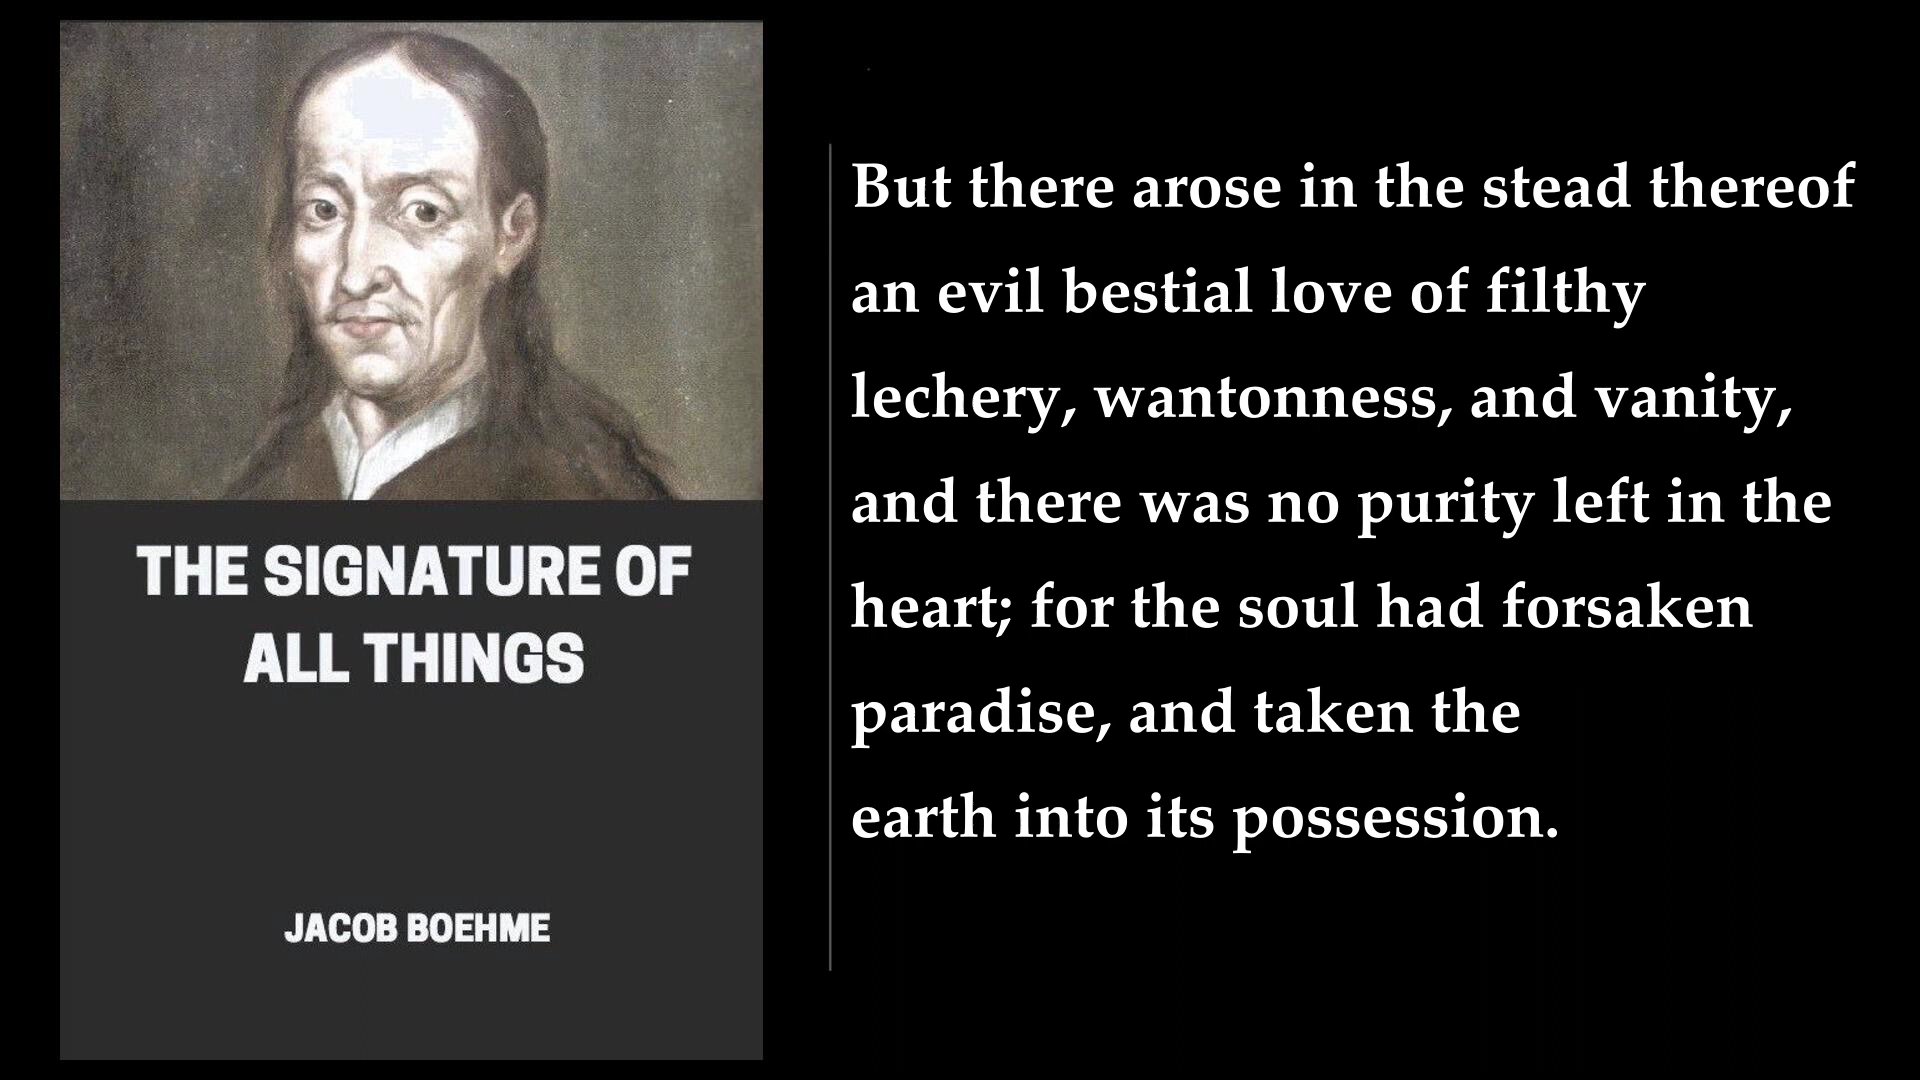 THE SIGNATURE OF
ALL THINGS
JACOB BOEHME
But there arose in the stead thereof
an evil bestial love of filthy
lechery, wantonness, and vanity,
and there was no purity left in the
heart; for the soul had forsaken
paradise, and taken the
earth into its possession.